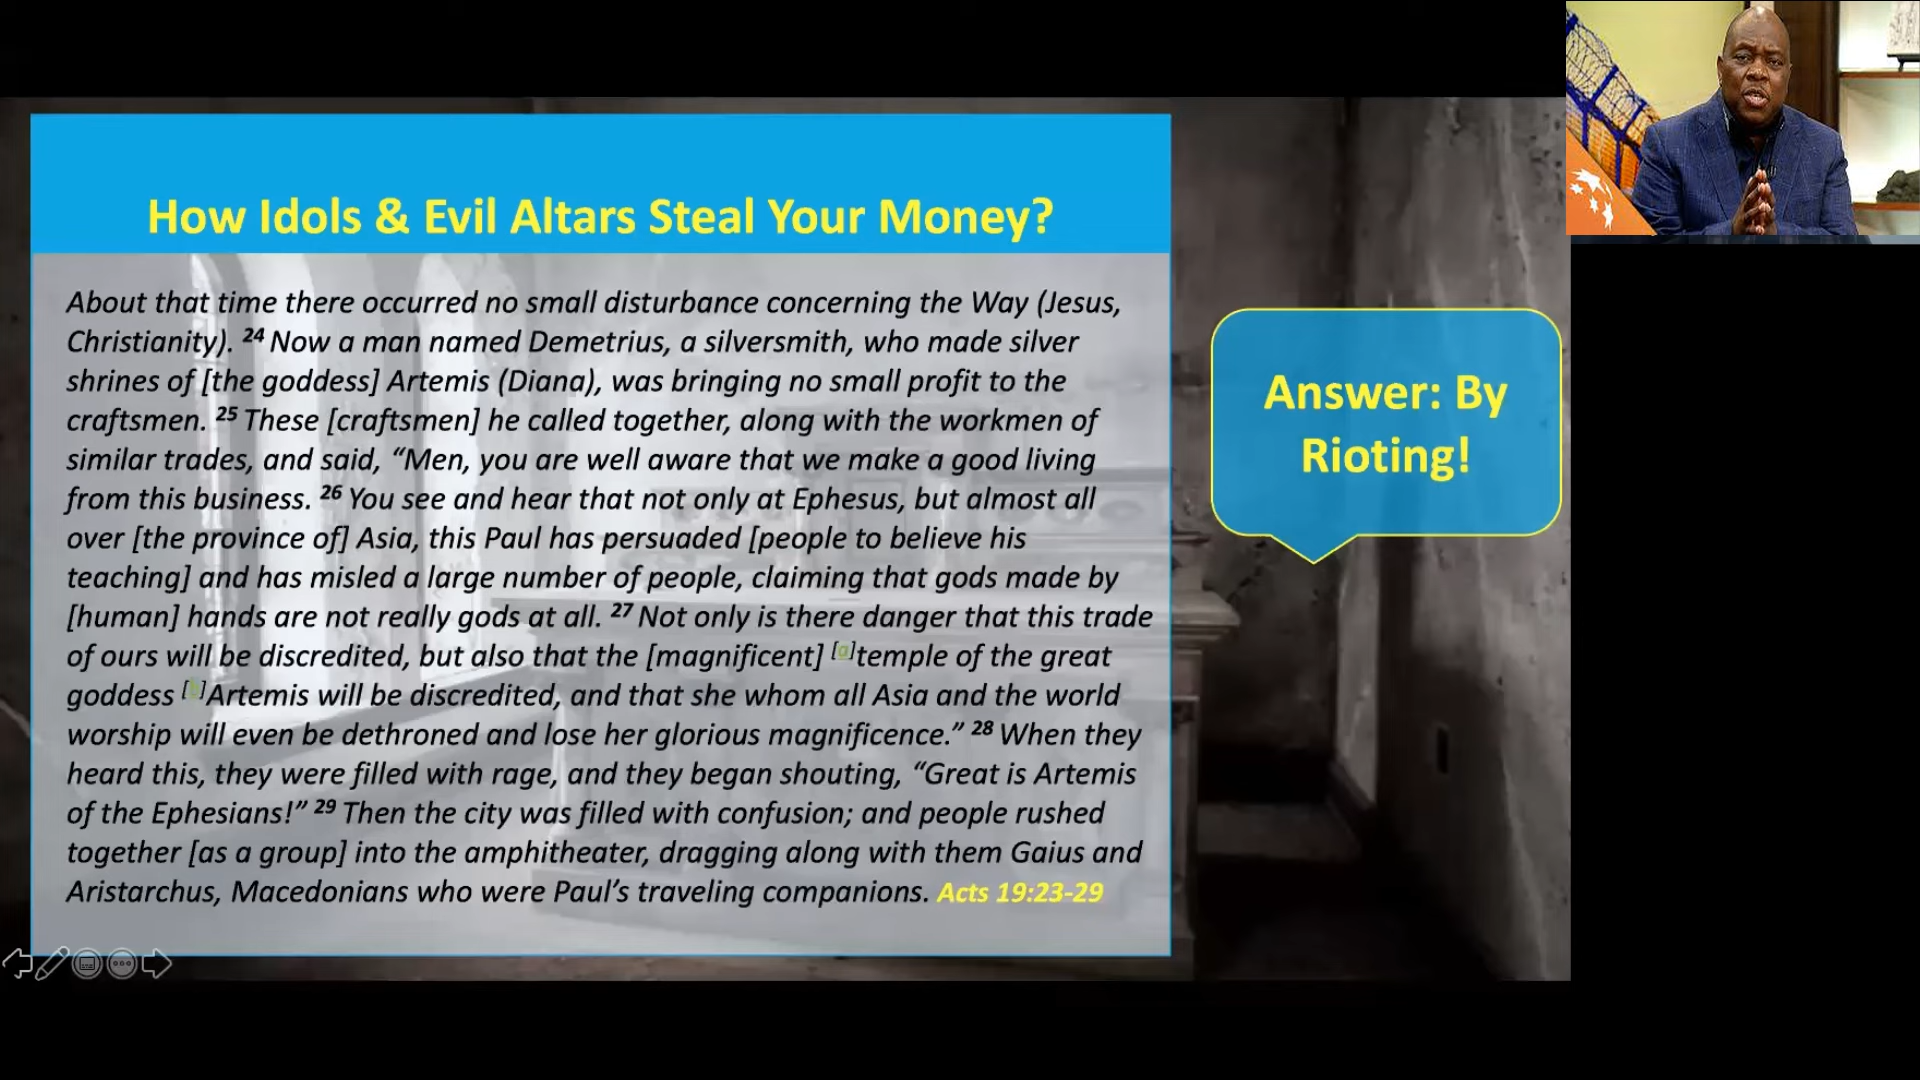 How Idols & Evil Altars Steal Your Money?
About that time there occurred no small disturbance concerning the Way (Jesus,
Christianity). 24 Now a man named Demetrius, a silversmith, who made silver
shrines of [the goddess] Artemis (Diana), was bringing no small profit to the
craftsmen. 25 These [craftsmen] he called together, along with the workmen of
similar trades, and said, “Men, you are well aware that we make a good living
from this business. 26 You see and hear that not only at Ephesus, but almost all
over [the province of] Asia, this Paul has persuaded [people to believe his
teaching] and has misled a large number of people, claiming that gods made by
[human] hands are not really gods at all. 27 Not only is there danger that this trade
of ours will be discredited, but also that the [magnificent] [a]temple of the great
goddess [b]Artemis will be discredited, and that she whom all Asia and the world
worship will even be dethroned and lose her glorious magnificence.” 28 When they
heard this, they were filled with rage, and they began shouting, “Great is Artemis
of the Ephesians!” 29 Then the city was filled with confusion; and people rushed
together [as a group] into the amphitheater, dragging along with them Gaius and
Aristarchus, Macedonians who were Paul’s traveling companions. Acts 19:23-29
Answer: By
Rioting!